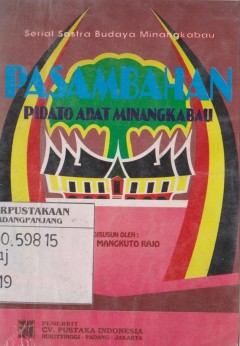 Serial Sastra Budaya Minangkabau
PASAMBAHAN
PIDATO ADAT MINANGKABAU
DISUSUN OLEH :
MANGKUTO RAJO
ERPUSTAKAAN
ADANGPANJANG
0.598 15
aj
19
PENERBIT
CV. PUSTAKA INDONESIA
BUKITTINGGI - PADANG - JAKARTA